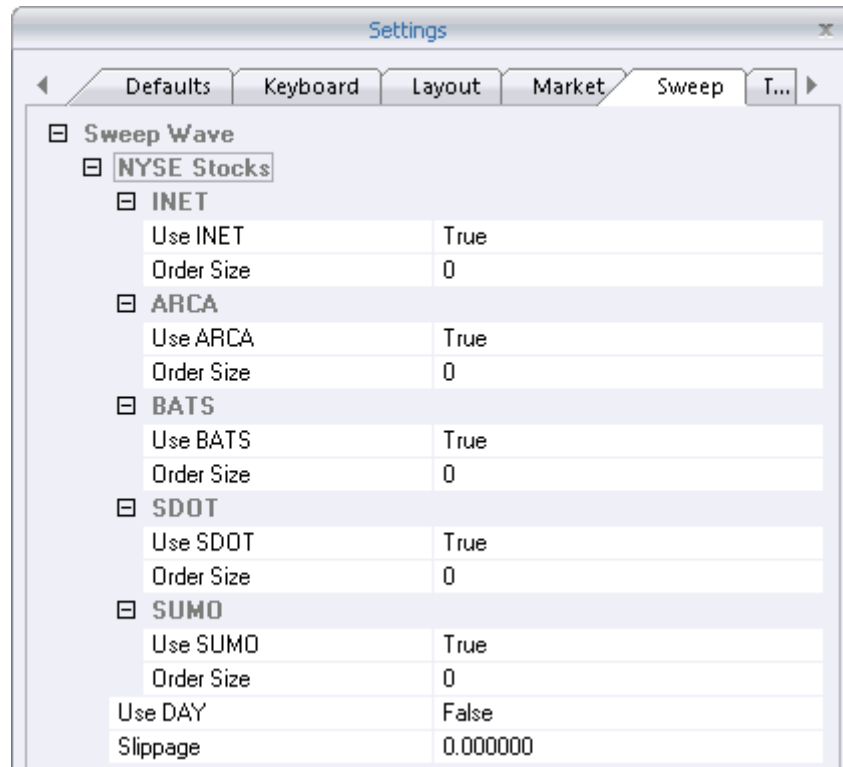 Settings
Defaults Keyboard Layout Market Sweep T...
Sweep Wave
NYSE Stocks
INET
Use INET True
Order Size 0
ARCA
Use ARCA True
Order Size 0
BATS
Use BATS True
Order Size 0
SDOT
Use SDOT True
Order Size 0
SUMO
Use SUMO True
Order Size 0
Use DAY False
Slippage 0.000000